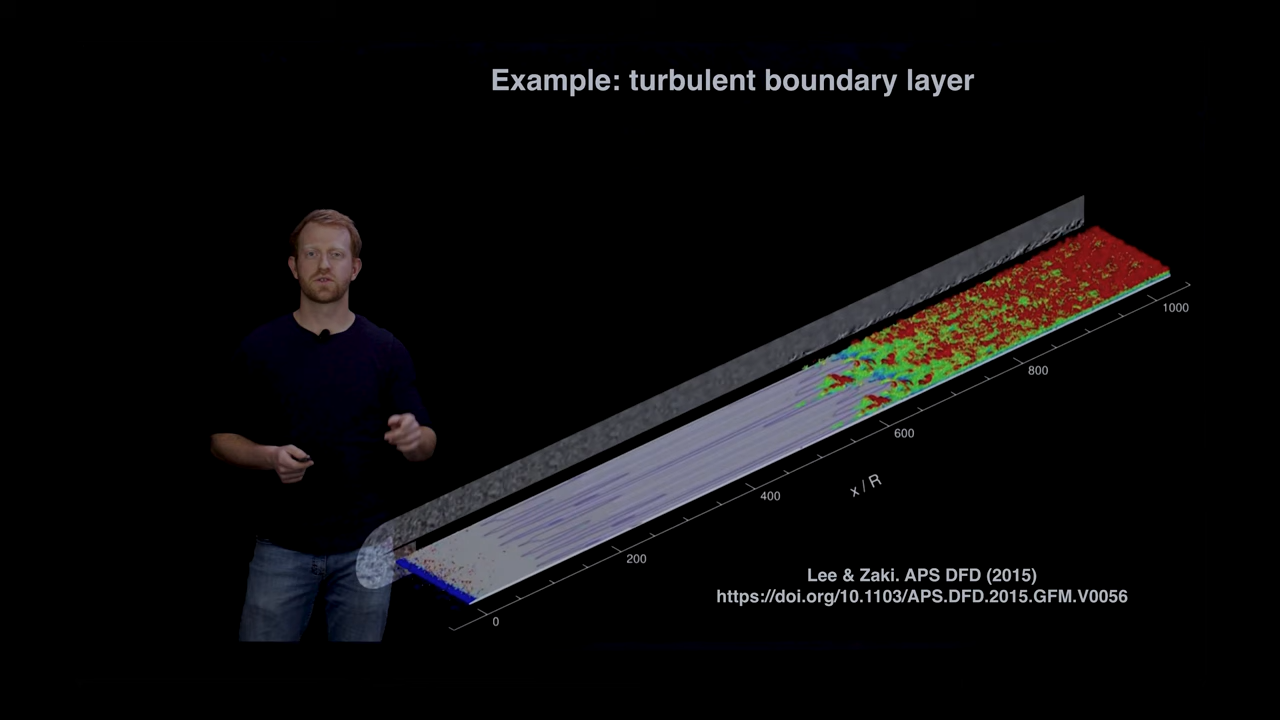 Example: turbulent boundary layer
1000
800
600
x / R
400
200
0
Lee & Zaki. APS DFD (2015)
https://doi.org/10.1103/APS.DFD.2015.GFM.V0056